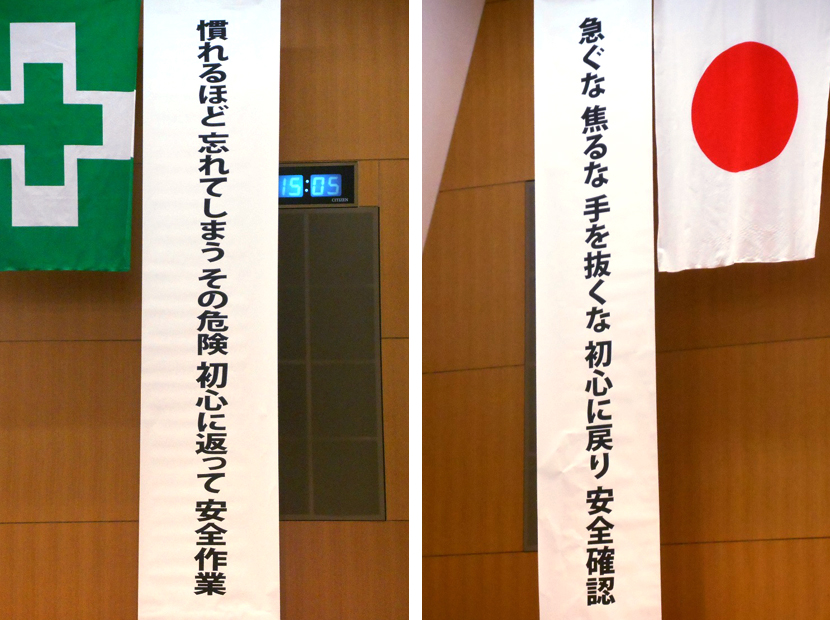 慣れるほど 忘れてしまう その危険 初心に返って 安全作業
15:05
CITIZEN
急ぐな 焦るな 手を抜くな 初心に戻り 安全確認